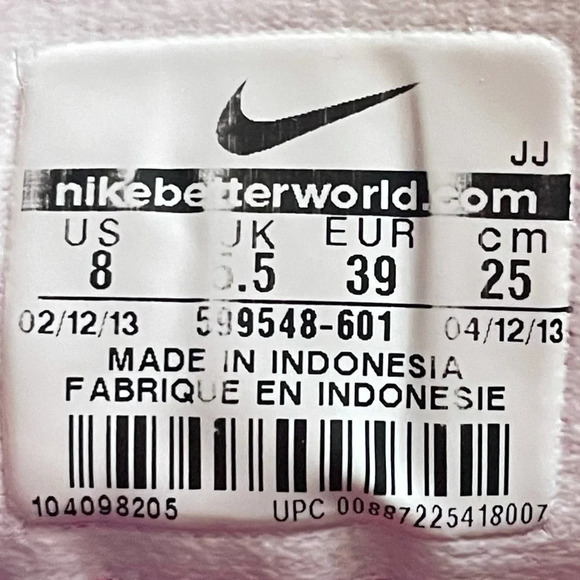 JJ
nikebetterworld.com
US UK EUR cm
8 5.5 39 25
02/12/13 599548-601 04/12/13
MADE IN INDONESIA
FABRIQUE EN INDONESIE
104098205 UPC 00887225418007